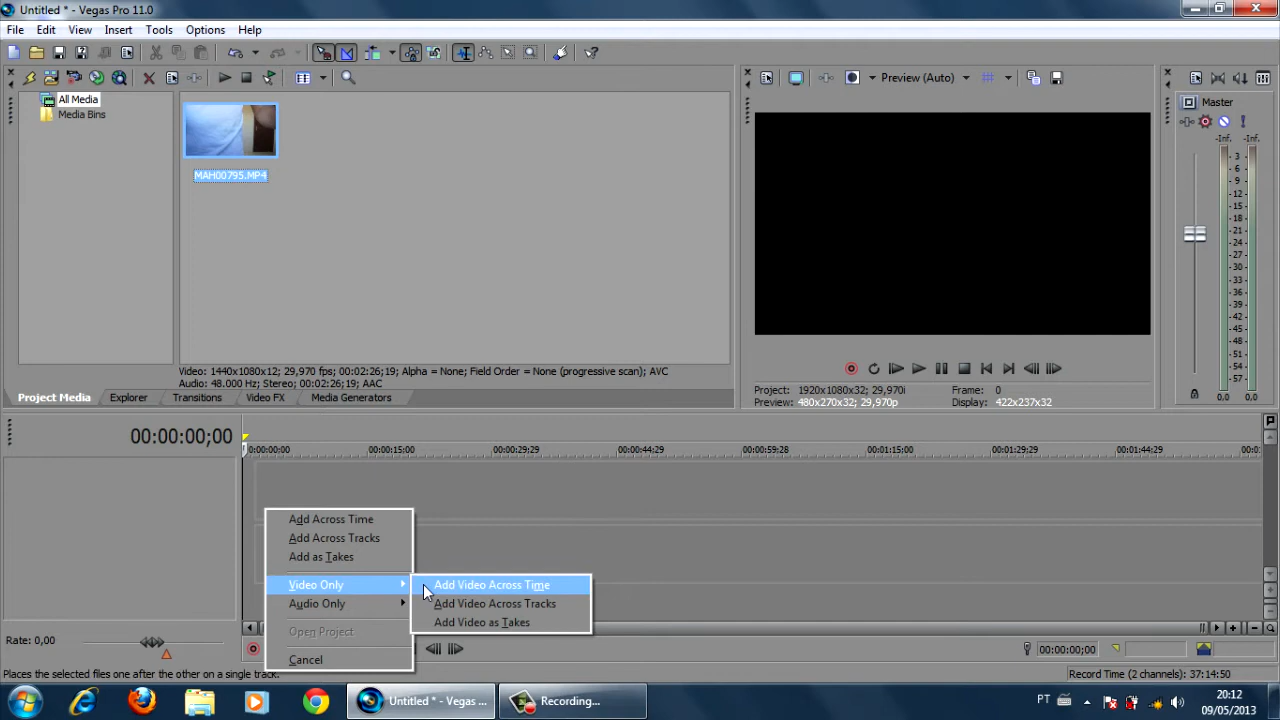 Untitled * - Vegas Pro 11.0
File Edit View Insert Tools Options Help
All Media
Media Bins
MAH00795.MP4
Video: 1440x1080x12; 29,970 fps; 00:02:26;19; Alpha = None; Field Order = None (progressive scan); AVC
Audio: 48.000 Hz; Stereo; 00:02:26;19; AAC
Project Media Explorer Transitions Video FX Media Generators
Preview (Auto)
Project: 1920x1080x32; 29,970i
Preview: 480x270x32; 29,970p
Frame: 0
Display: 422x237x32
Master
-Inf. -Inf.
3
6
9
12
15
18
21
24
27
30
33
36
39
42
45
48
51
54
57
0.0 0.0
00:00:00;00
00:00:00;00 00:00:15;00 00:00:29;29 00:00:44;29 00:00:59;28 00:01:15;00 00:01:29;29 00:01:44;29 00:0
Add Across Time
Add Across Tracks
Add as Takes
Video Only
Audio Only
Open Project
Cancel
Add Video Across Time
Add Video Across Tracks
Add Video as Takes
Rate: 0,00
00:00:00;00
Places the selected files one after the other on a single track.
Record Time (2 channels): 37:14:50
Untitled * - Vegas ...
Recording...
PT
20:12
09/05/2013